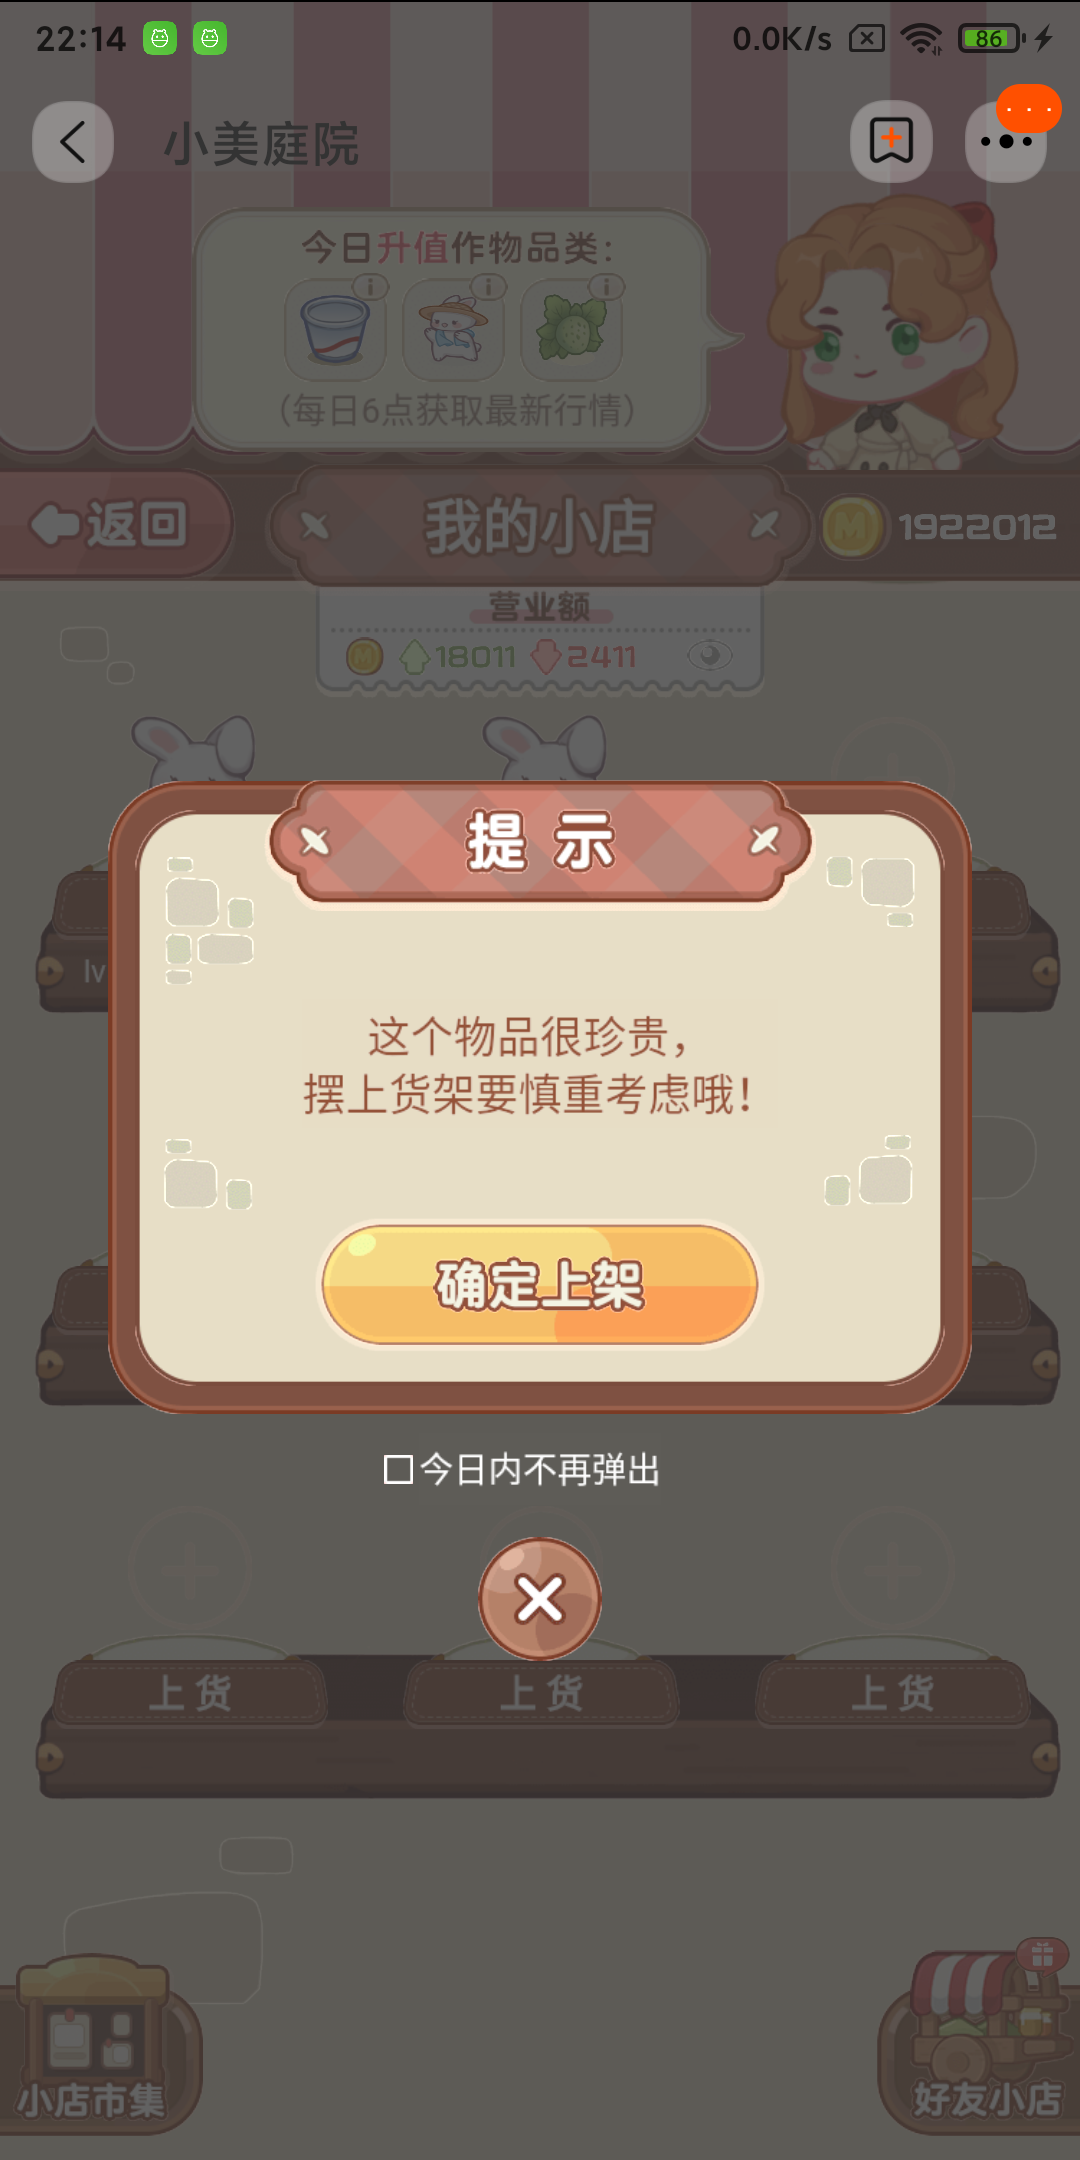 22:14
0.0K/s
86
小美庭院
今日升值作物品类:
(每日6点获取最新行情)
返回
我的小店
M
1922012
营业额
M
18011
2411
提示
lv
这个物品很珍贵,
摆上货架要慎重考虑哦!
确定上架
今日内不再弹出
上货
上货
上货
小店市集
好友小店